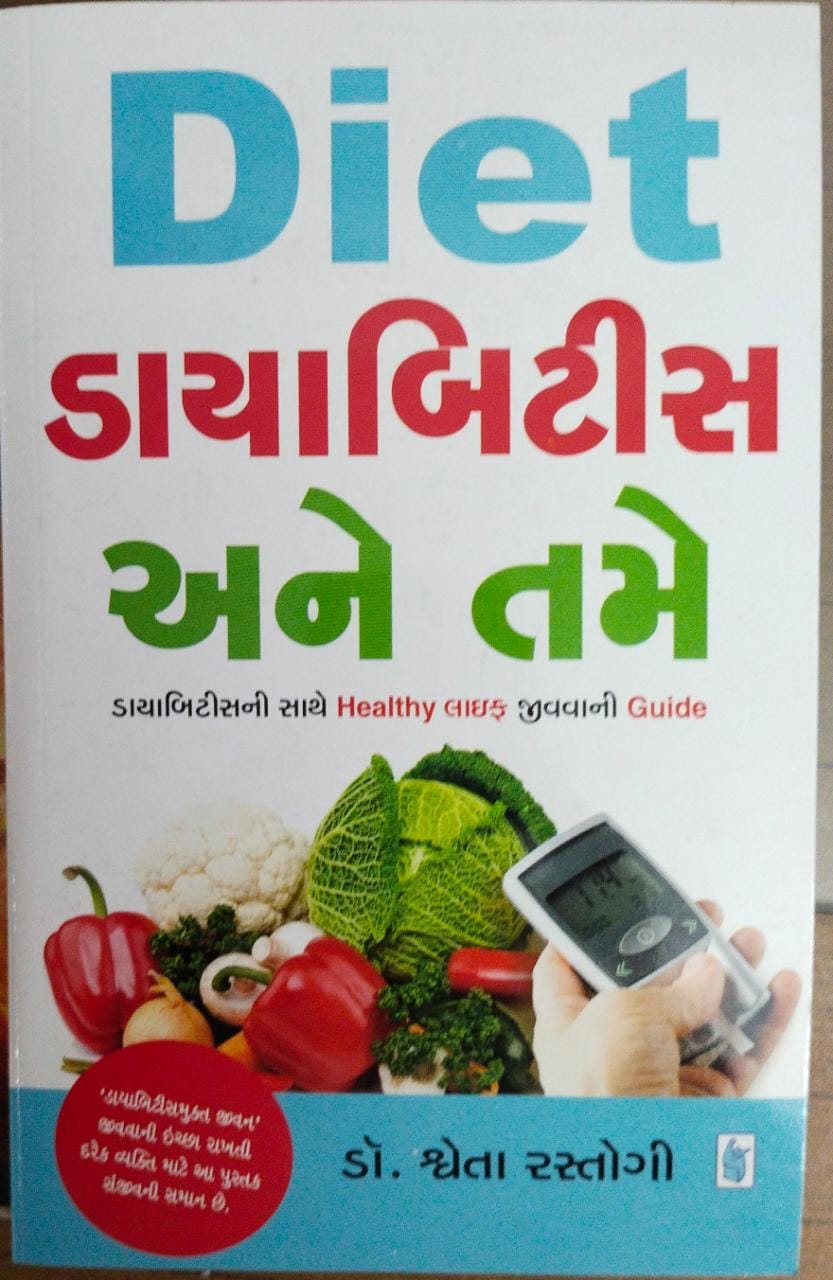 Diet
ડાયાબિટીસ
અને તમે
ડાયાબિટીસની સાથે Healthy લાઇફ જીવવાની Guide
'ડાયાબિટીસમુક્ત જીવન'
જીવવાની ઇચ્છા રાખતી
દરેક વ્યક્તિ માટે આ પુસ્તક
સંજીવની સમાન છે.
ડૉ. શ્વેતા રસ્તોગી